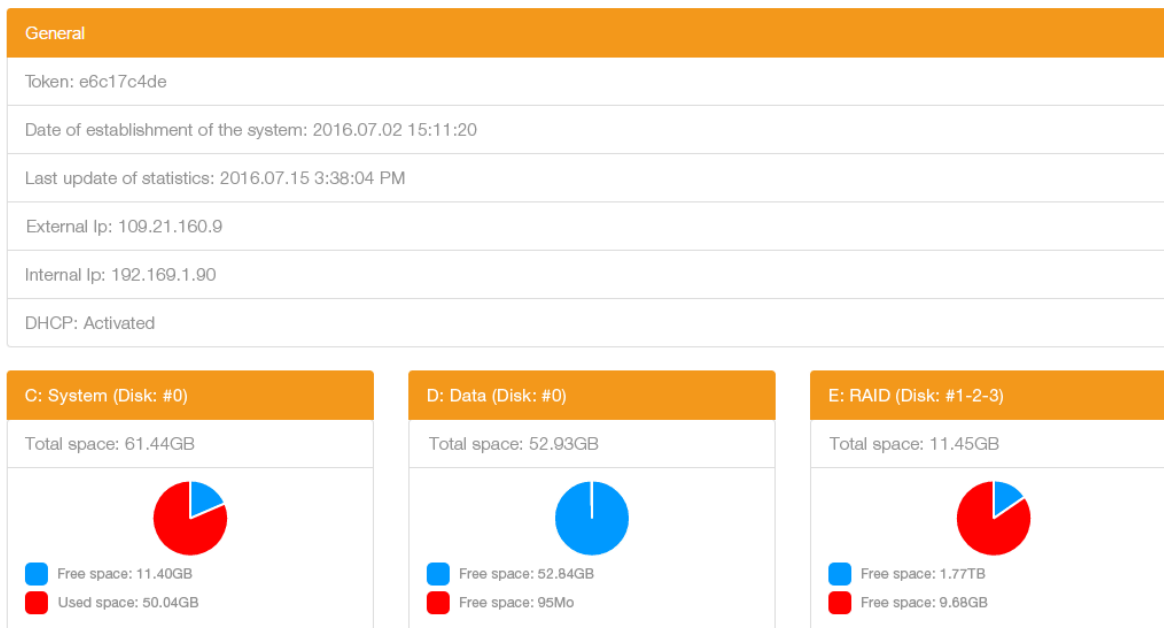 General
Token: e6c17c4de
Date of establishment of the system: 2016.07.02 15:11:20
Last update of statistics: 2016.07.15 3:38:04 PM
External Ip: 109.21.160.9
Internal Ip: 192.169.1.90
DHCP: Activated
C: System (Disk: #0)
Total space: 61.44GB
Free space: 11.40GB
Used space: 50.04GB
D: Data (Disk: #0)
Total space: 52.93GB
Free space: 52.84GB
Free space: 95Mo
E: RAID (Disk: #1-2-3)
Total space: 11.45GB
Free space: 1.77TB
Free space: 9.68GB